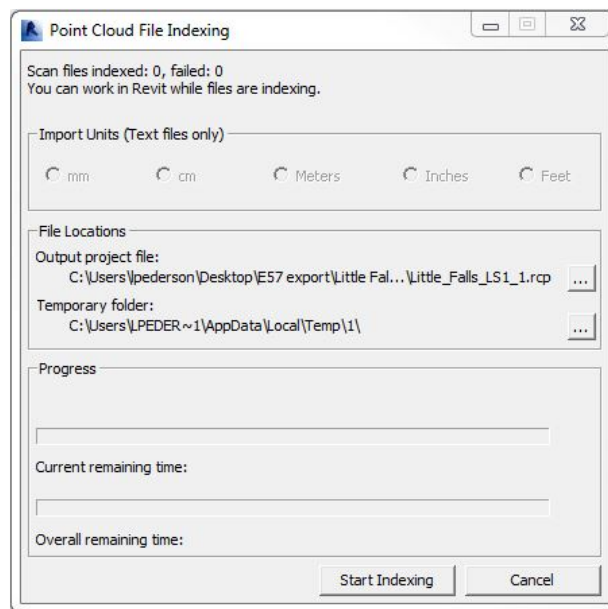 Point Cloud File Indexing
Scan files indexed: 0, failed: 0
You can work in Revit while files are indexing.
Import Units (Text files only)
mm cm Meters Inches Feet
File Locations
Output project file:
C:\Users\lpederson\Desktop\E57 export\Little Fal...\Little_Falls_LS1_1.rcp ...
Temporary folder:
C:\Users\LPEDER~1\AppData\Local\Temp\1\ ...
Progress
Current remaining time:
Overall remaining time:
Start Indexing Cancel